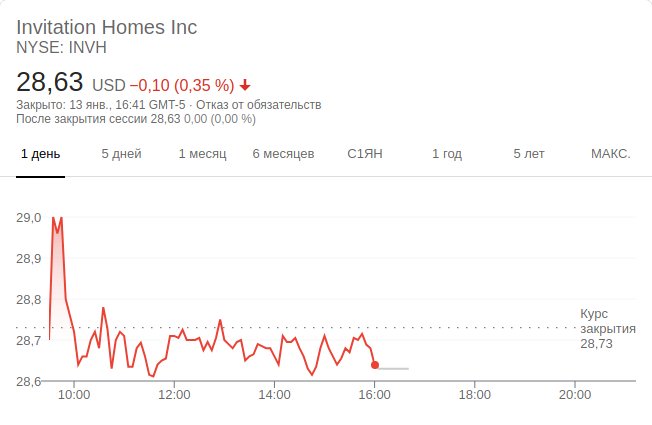 Invitation Homes Inc
NYSE: INVH
28,63 USD −0,10 (0,35 %)
Закрыто: 13 янв., 16:41 GMT-5 · Отказ от обязательств
После закрытия сессии 28,63 0,00 (0,00 %)
1 день 5 дней 1 месяц 6 месяцев С1ЯН 1 год 5 лет МАКС.
29,0
28,9
28,8
Курс
закрытия
28,73
28,7
28,6
10:00 12:00 14:00 16:00 18:00 20:00